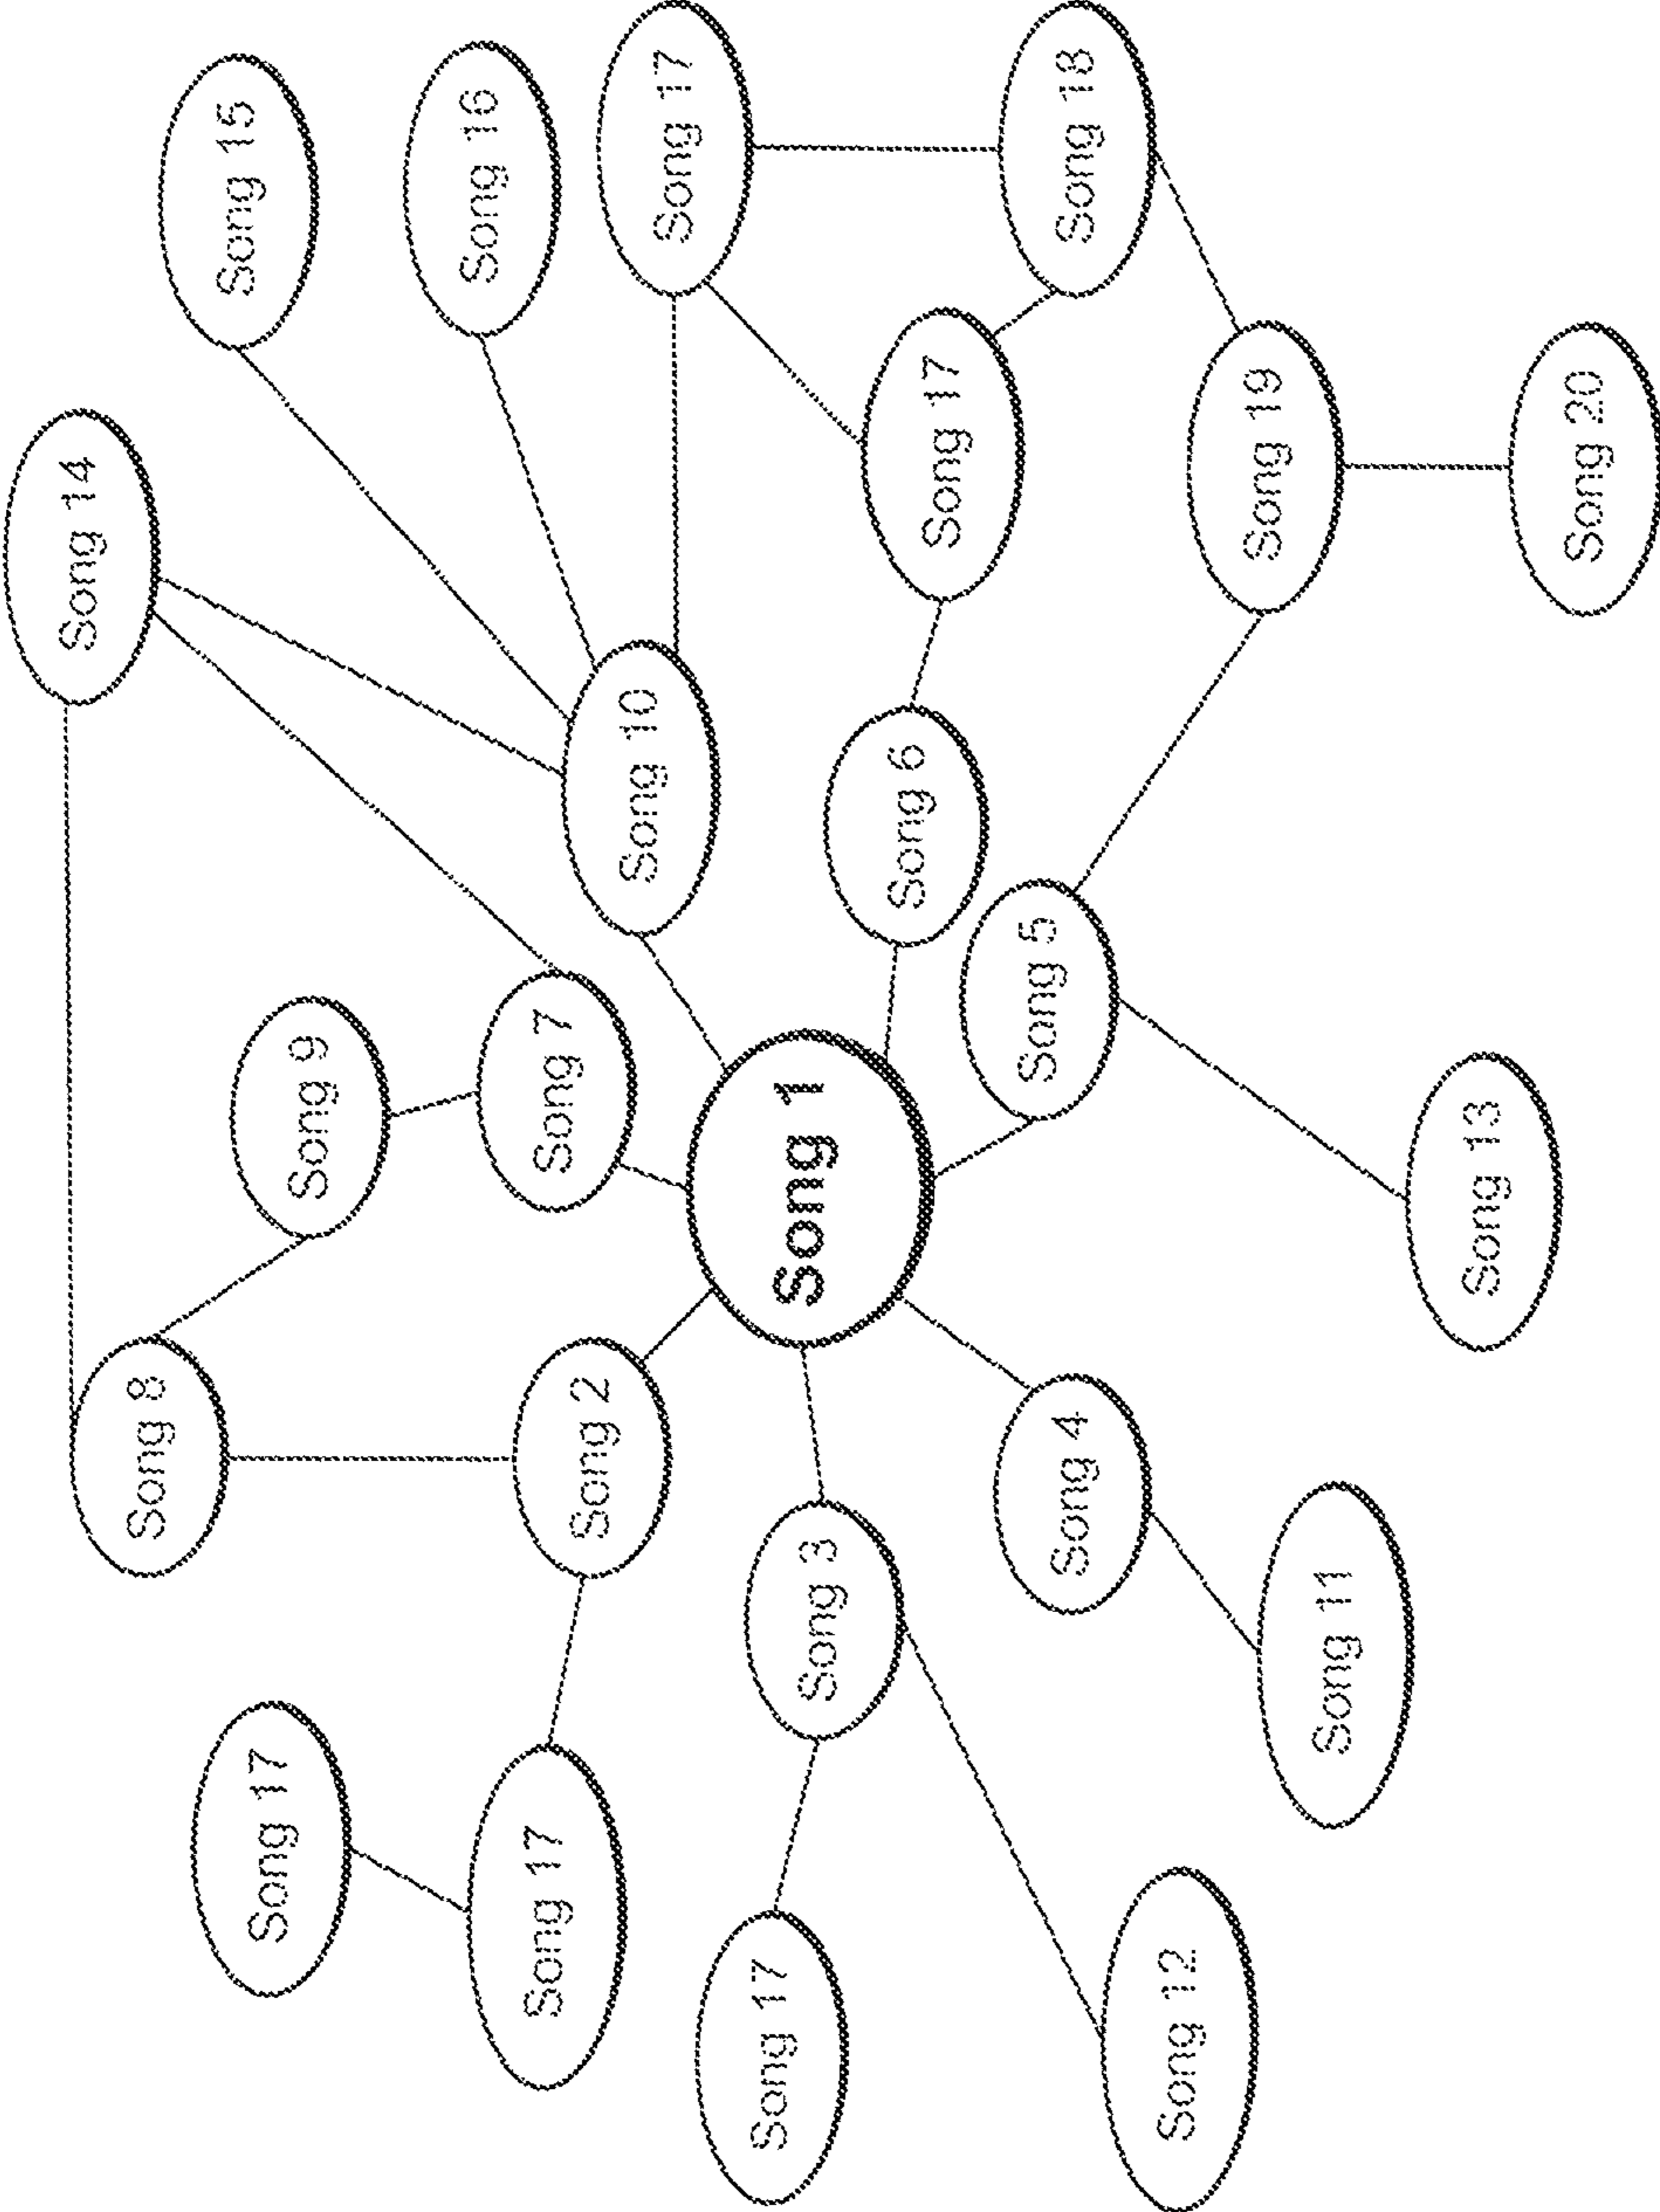 Song 14
Song 8
Song 15
Song 9
Song 17
Song 16
Song 7
Song 2
Song 17
Song 17
Song 10
Song 1
Song 3
Song 17
Song 17
Song 6
Song 18
Song 5
Song 4
Song 12
Song 19
Song 11
Song 13
Song 20